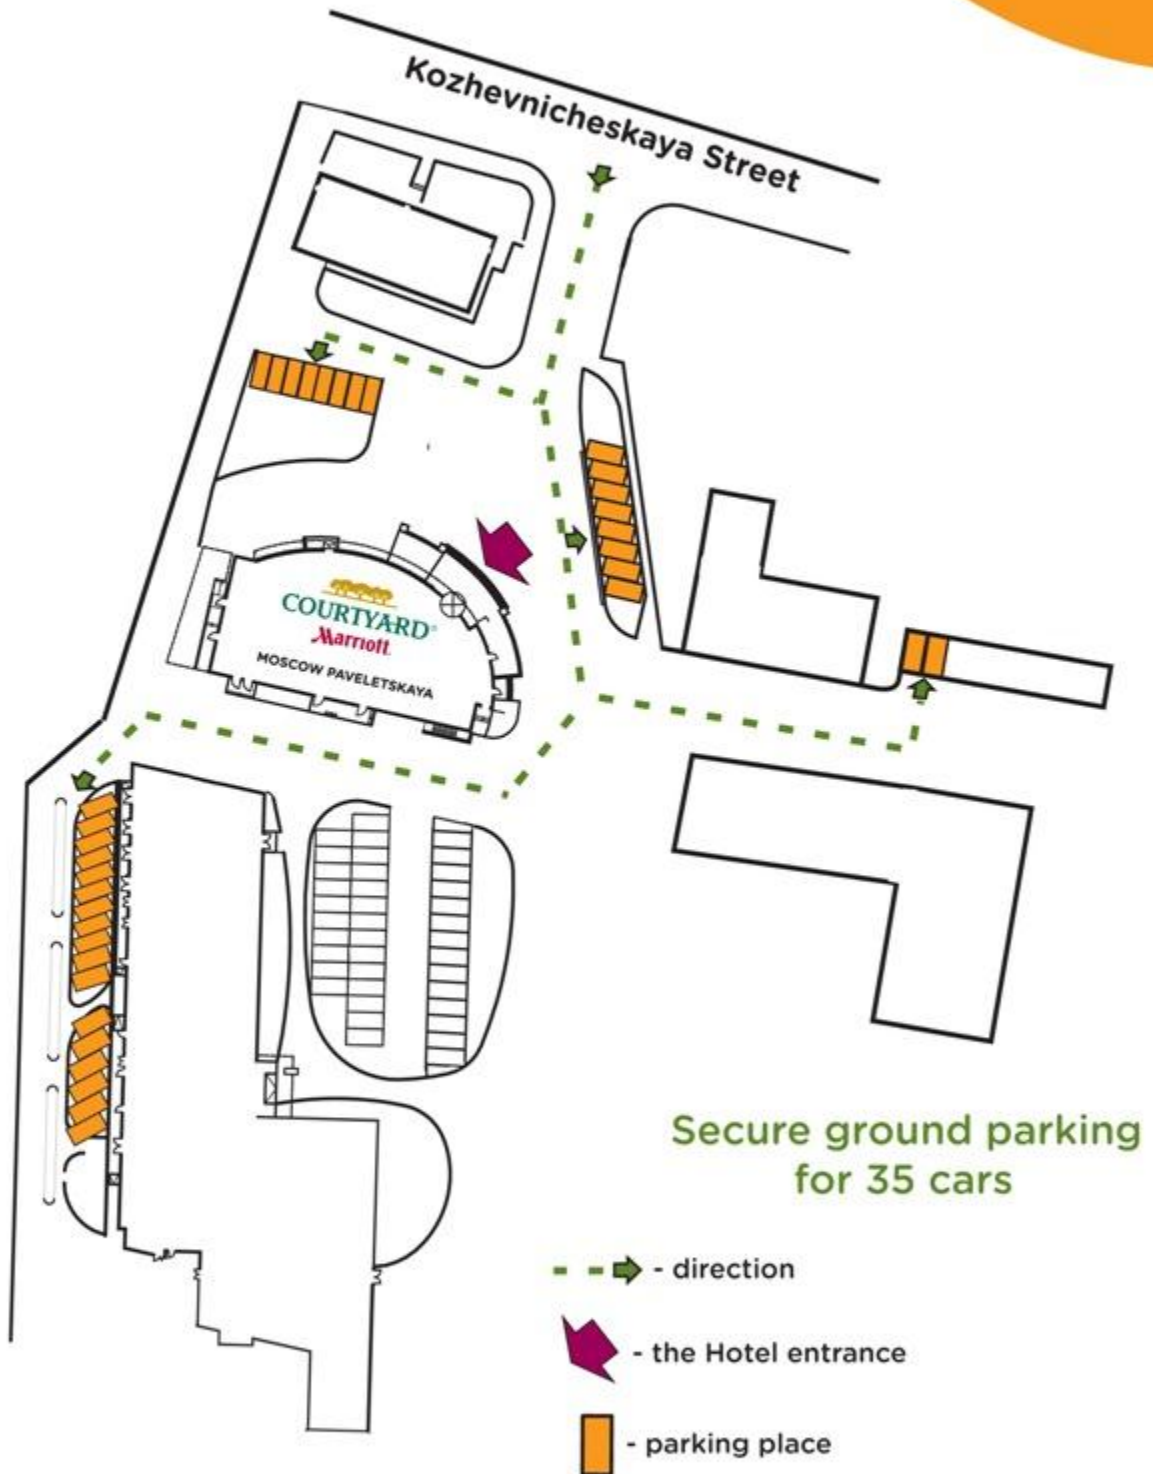 Kozhevnicheskaya Street
COURTYARD®
Marriott
MOSCOW PAVELETSKAYA
Secure ground parking
for 35 cars
- direction
- the Hotel entrance
- parking place